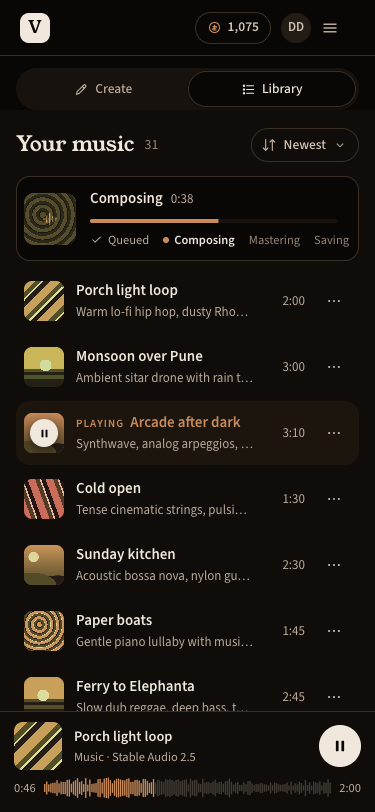 V
1,075
DD
Create
Library
Your music 31
Newest
Composing 0:38
Queued
Composing
Mastering
Saving
Porch light loop
Warm lo-fi hip hop, dusty Rho…
2:00
Monsoon over Pune
Ambient sitar drone with rain t…
3:00
PLAYING Arcade after dark
Synthwave, analog arpeggios, …
3:10
Cold open
Tense cinematic strings, pulsi…
1:30
Sunday kitchen
Acoustic bossa nova, nylon gu…
2:30
Paper boats
Gentle piano lullaby with musi…
1:45
Ferry to Elephanta
Slow dub reggae, deep bass, t…
2:45
Porch light loop
Music · Stable Audio 2.5
0:46
2:00